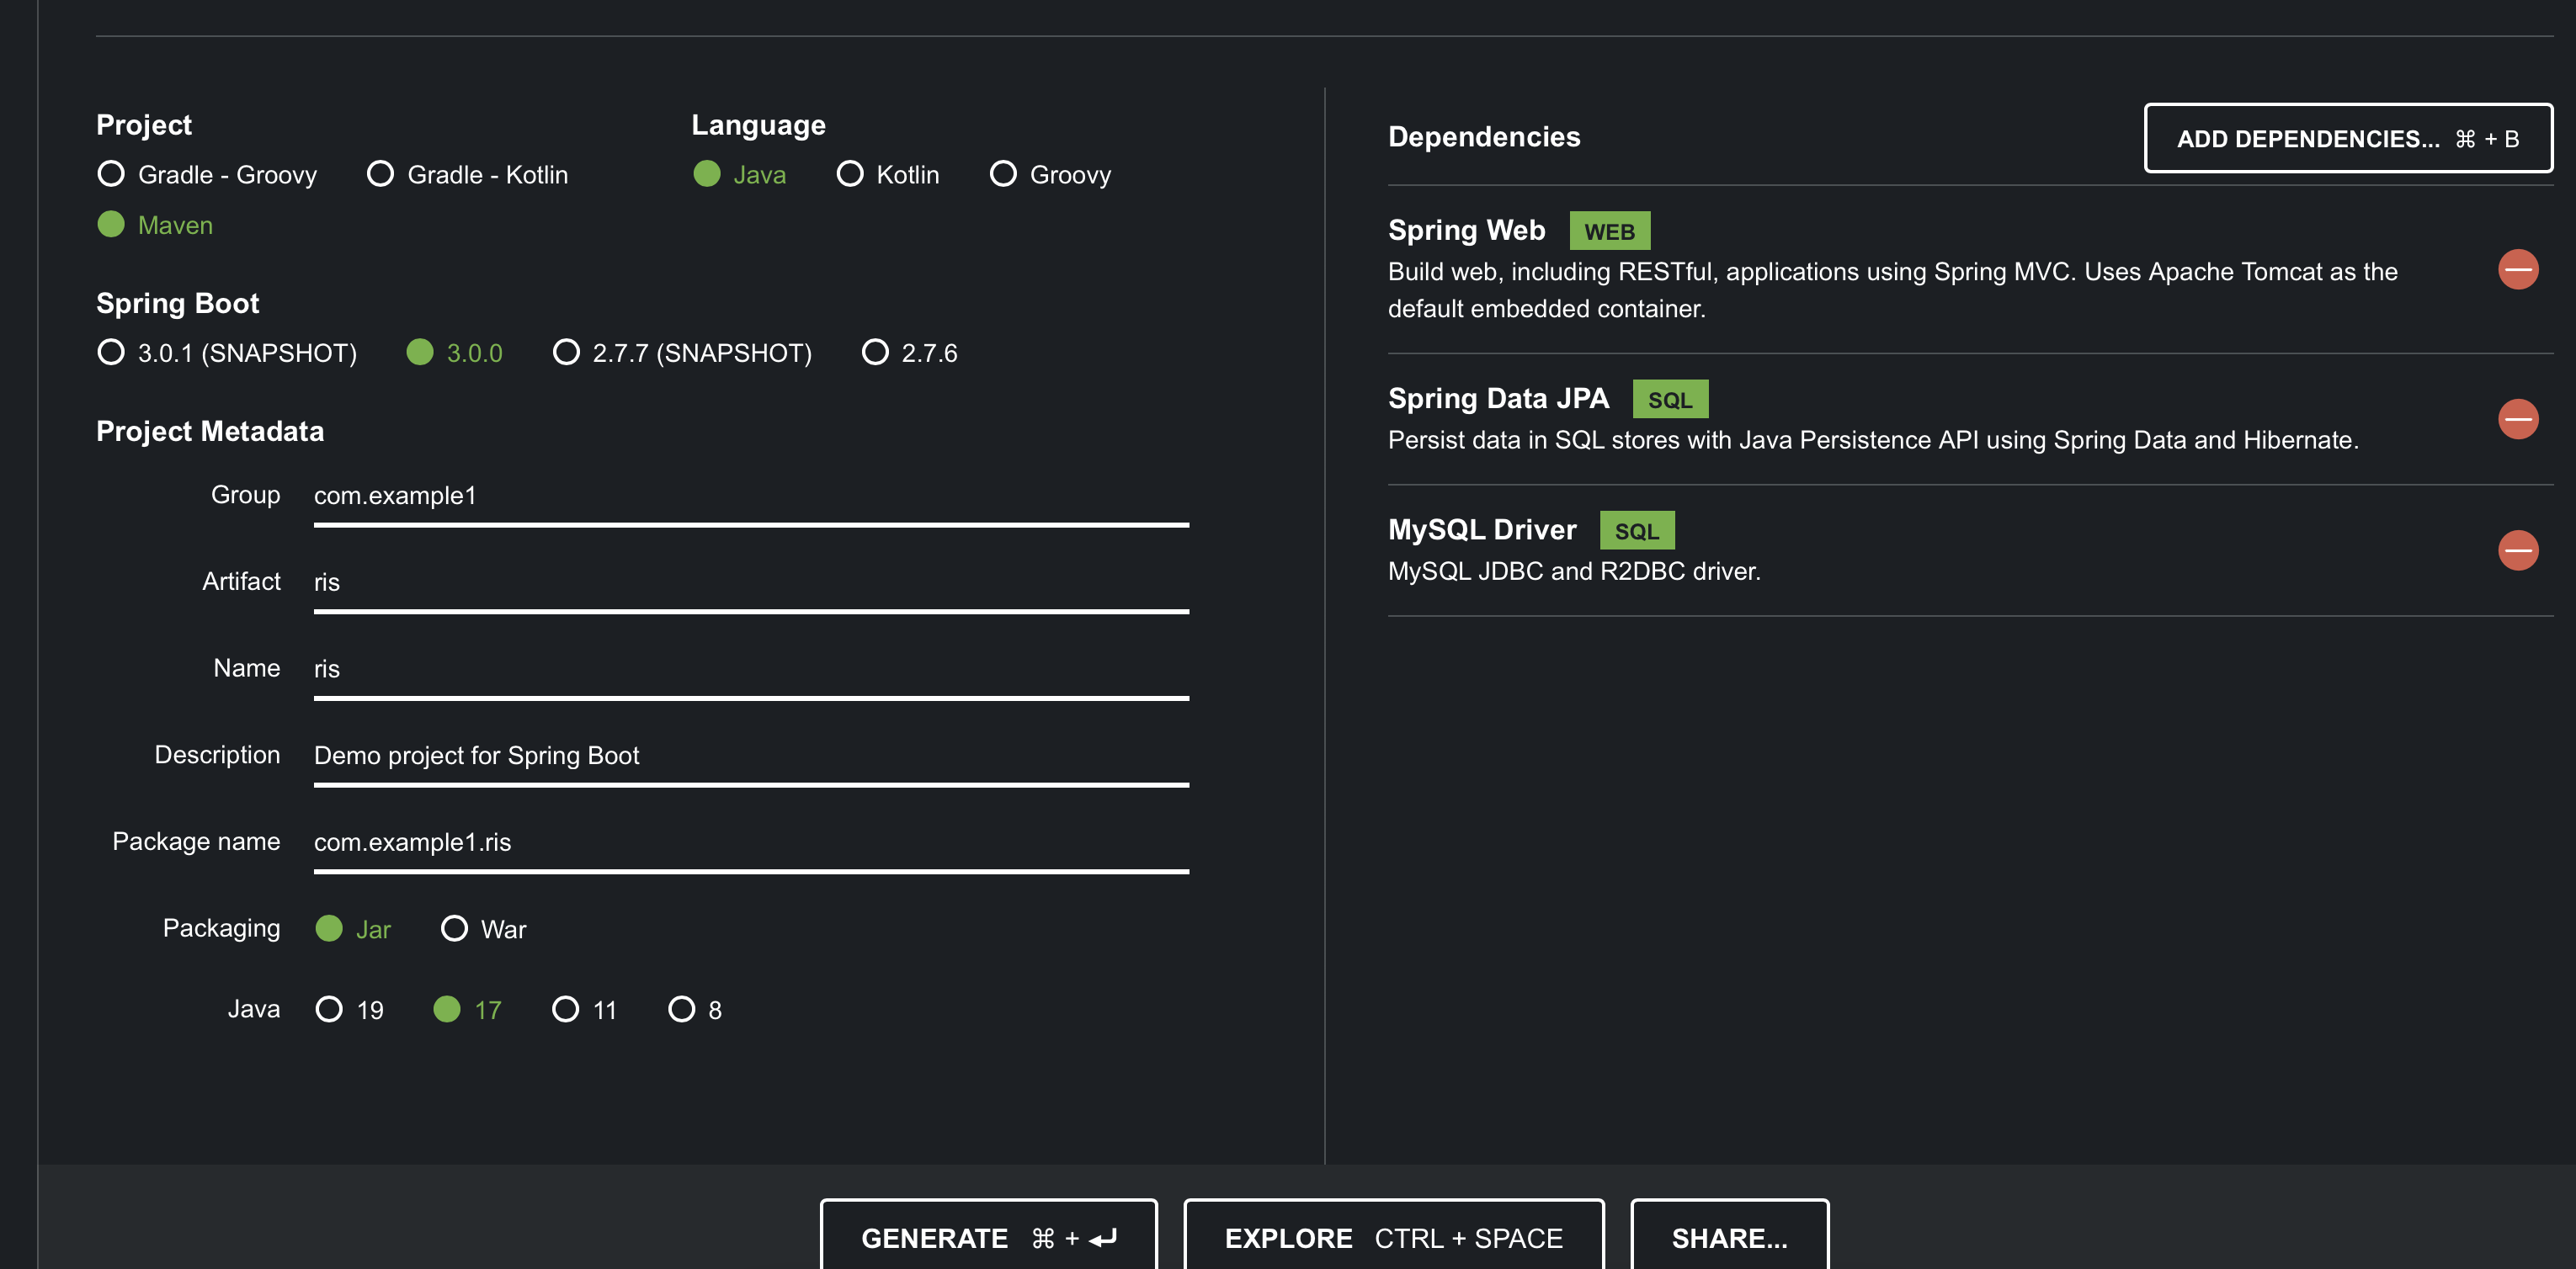 Project
Gradle - Groovy Gradle - Kotlin
Maven
Language
Java Kotlin Groovy
Spring Boot
3.0.1 (SNAPSHOT) 3.0.0 2.7.7 (SNAPSHOT) 2.7.6
Project Metadata
Group com.example1
Artifact ris
Name ris
Description Demo project for Spring Boot
Package name com.example1.ris
Packaging Jar War
Java 19 17 11 8
Dependencies
ADD DEPENDENCIES... ⌘ + B
Spring Web WEB
Build web, including RESTful, applications using Spring MVC. Uses Apache Tomcat as the
default embedded container.
Spring Data JPA SQL
Persist data in SQL stores with Java Persistence API using Spring Data and Hibernate.
MySQL Driver SQL
MySQL JDBC and R2DBC driver.
GENERATE ⌘ + ⏎
EXPLORE CTRL + SPACE
SHARE...